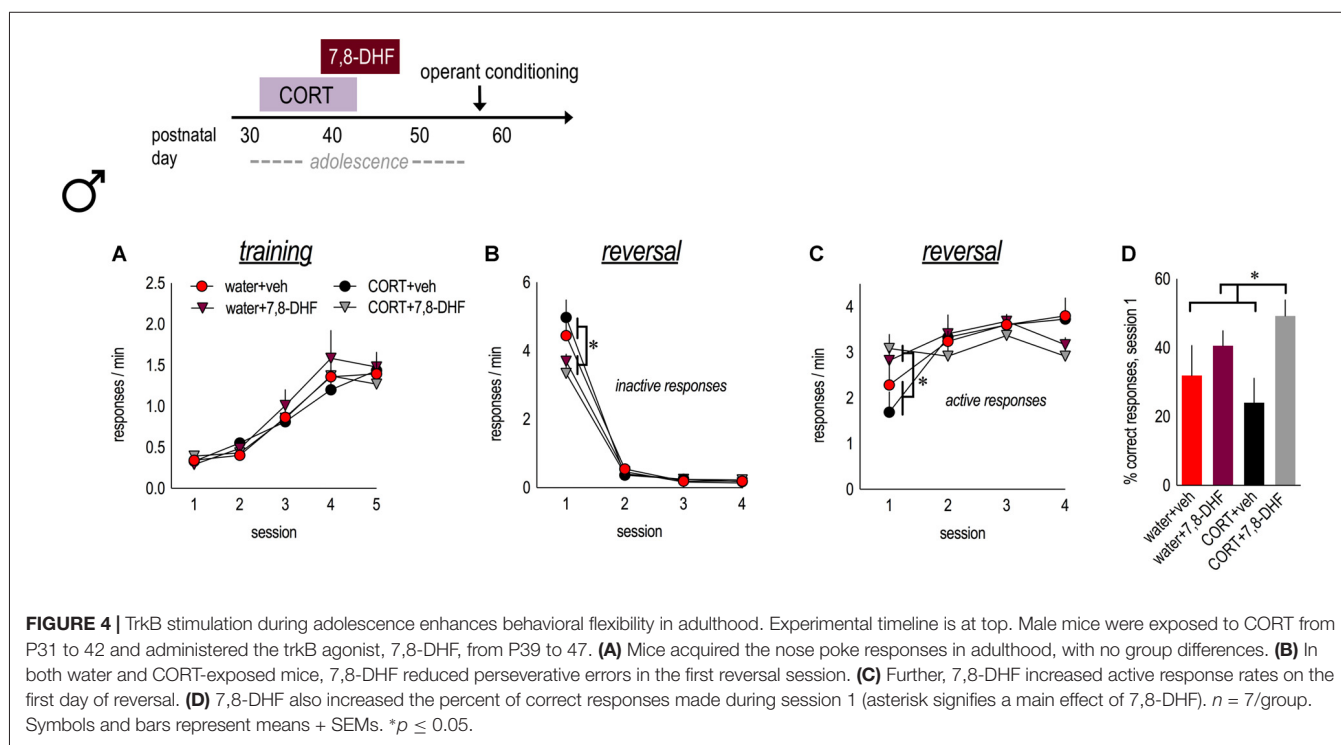 7,8-DHF
operant conditioning
CORT
postnatal day
30 40 50 60
adolescence
♂
A training
responses / min
2.5
2.0
1.5
1.0
0.5
0.0
water+veh CORT+veh
water+7,8-DHF CORT+7,8-DHF
1 2 3 4 5
session
B reversal
responses / min
6
4
2
0
*
inactive responses
1 2 3 4
session
C reversal
responses / min
4
3
2
1
0
*
active responses
1 2 3 4
session
D
% correct responses, session 1
60
40
20
0
*
water+veh
water+7,8-DHF
CORT+veh
CORT+7,8-DHF
FIGURE 4 | TrkB stimulation during adolescence enhances behavioral flexibility in adulthood. Experimental timeline is at top. Male mice were exposed to CORT from
P31 to 42 and administered the trkB agonist, 7,8-DHF, from P39 to 47. (A) Mice acquired the nose poke responses in adulthood, with no group differences. (B) In
both water and CORT-exposed mice, 7,8-DHF reduced perseverative errors in the first reversal session. (C) Further, 7,8-DHF increased active response rates on the
first day of reversal. (D) 7,8-DHF also increased the percent of correct responses made during session 1 (asterisk signifies a main effect of 7,8-DHF). n = 7/group.
Symbols and bars represent means + SEMs. *p ≤ 0.05.